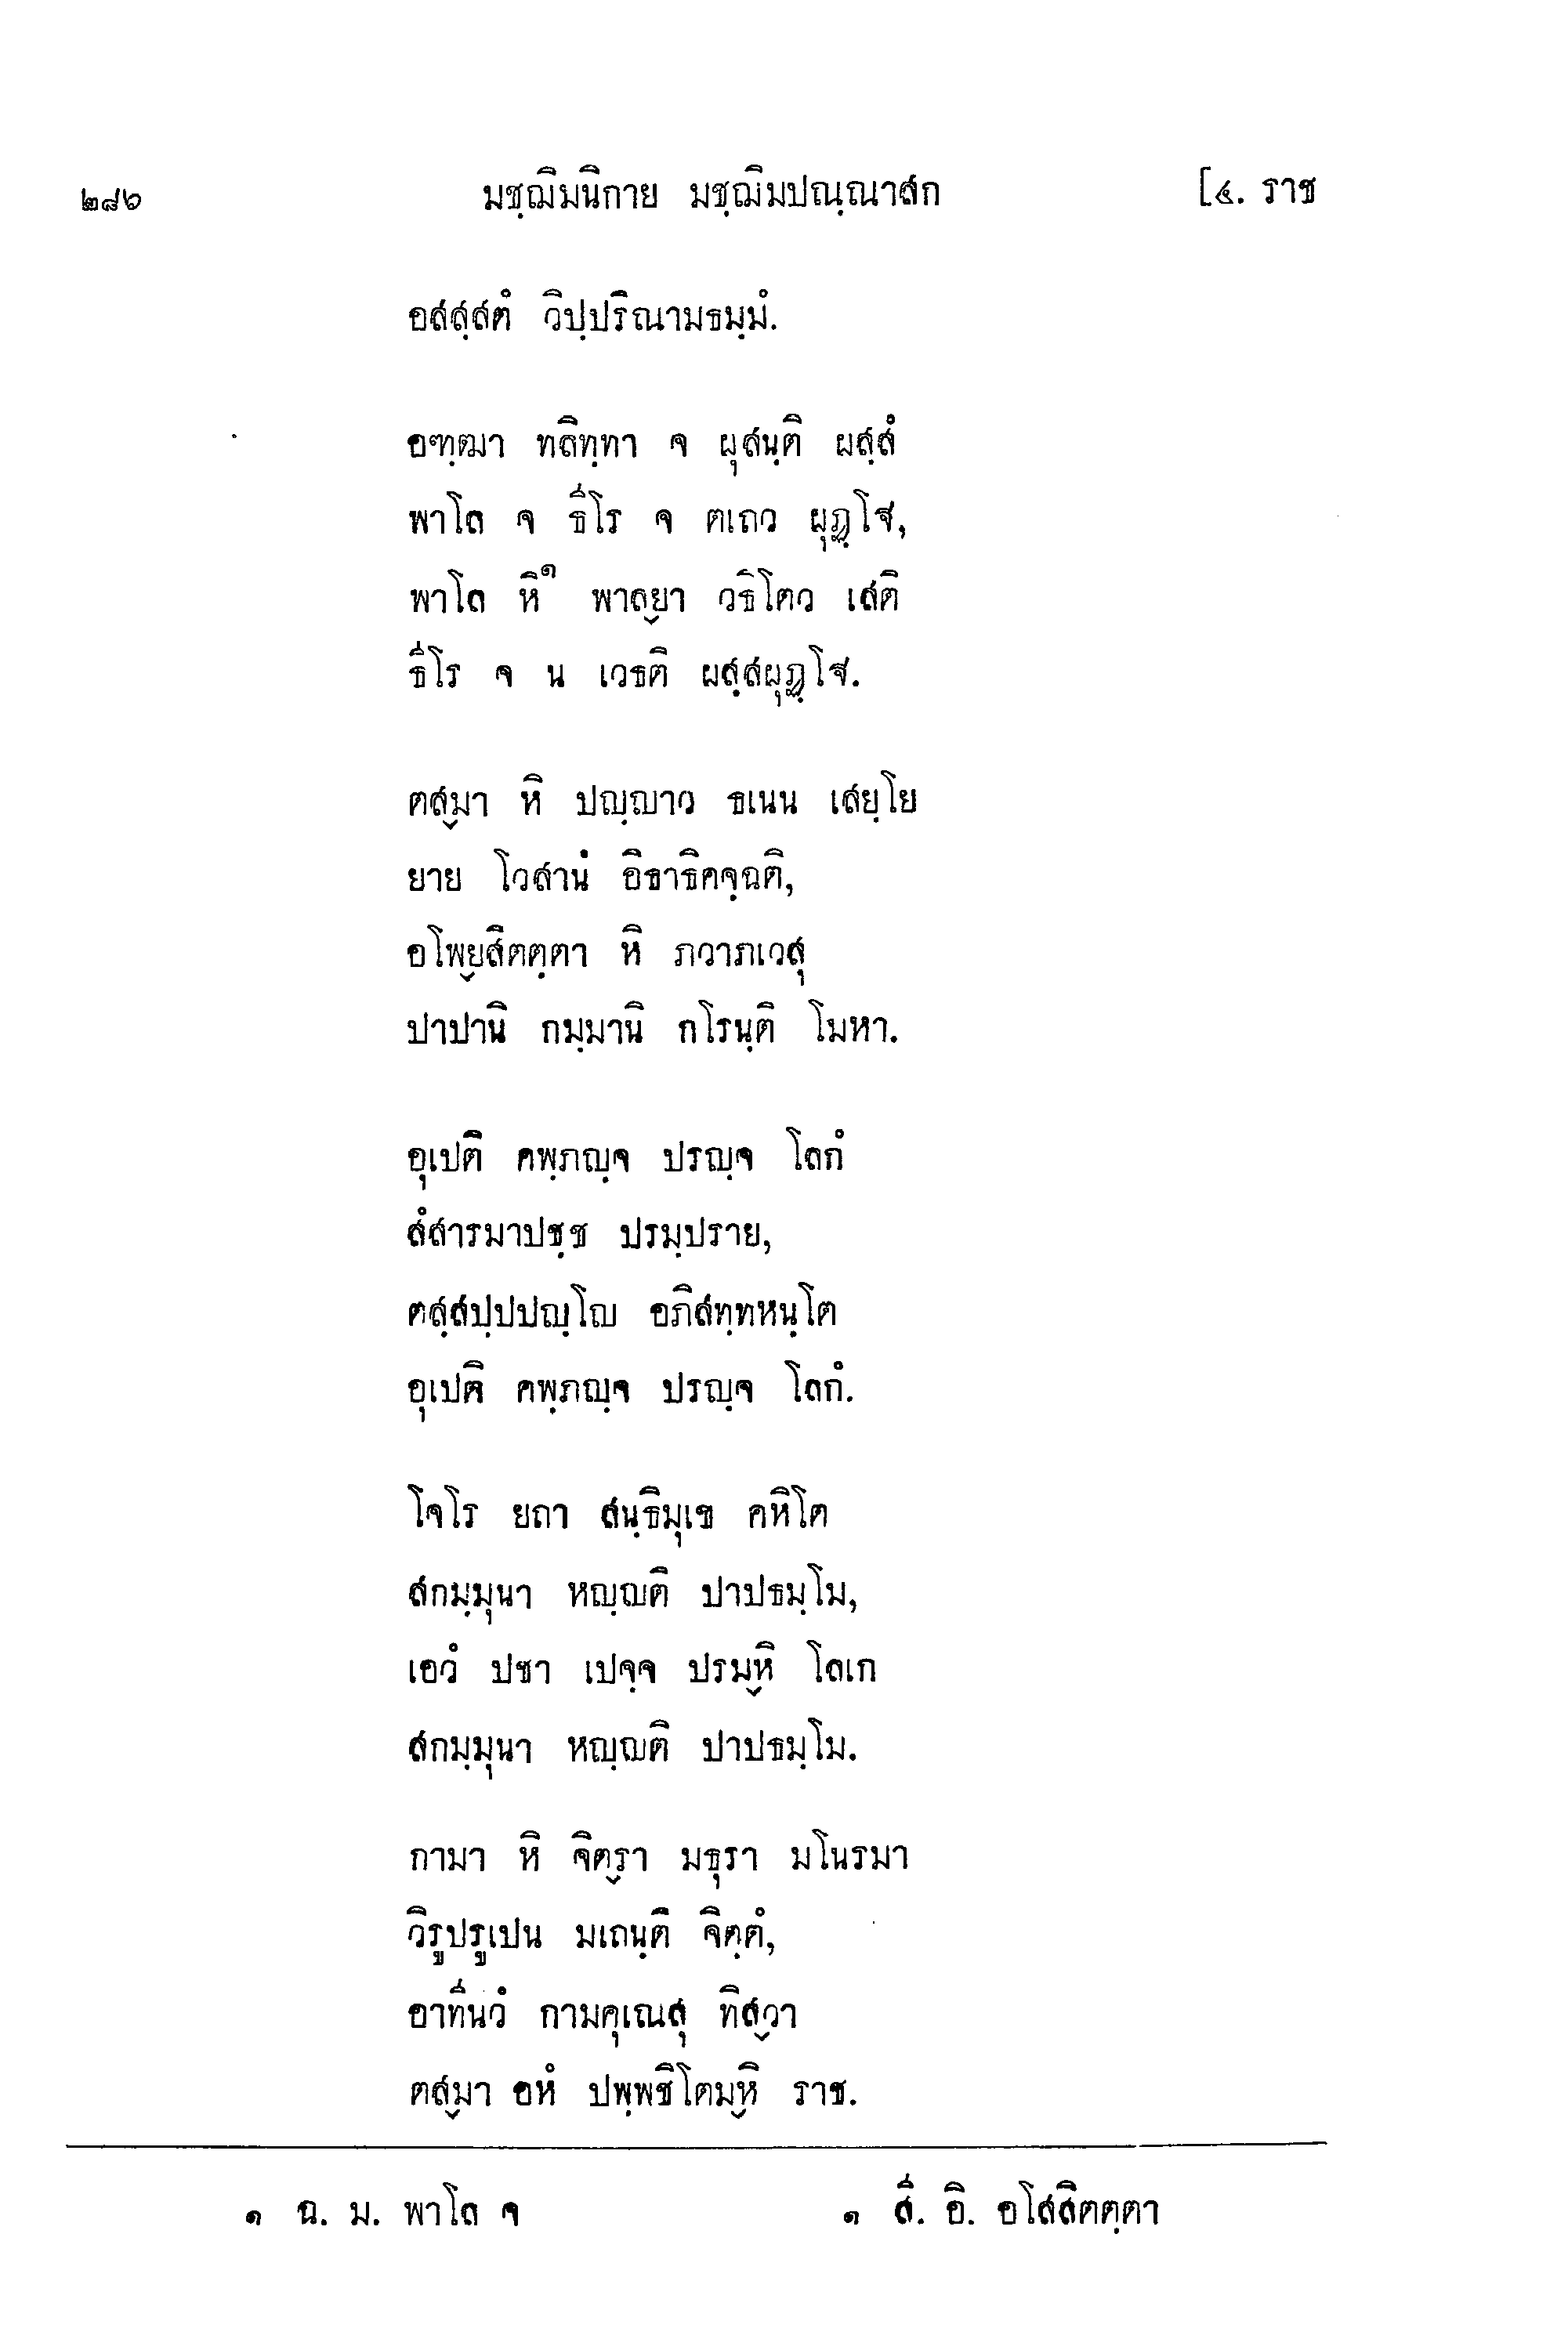 ๒๘๖ มชฺฌิมนิกาย มชฺฌิมปณฺณาสก [๔. ราช
อสสฺสตํ วิปฺปริณามธมฺมํ.
อฑฺฒา ทลิทฺทา จ ผุสนฺติ ผสฺสํ
พาโล จ ธีโร จ ตเถว ผุฏฺโฐ,
พาโล หิ๑ พาลฺยา วธิโตว เสติ
ธีโร จ น เวธติ ผสฺสผุฏฺโฐ.
ตสฺมา หิ ปญฺญาว ธเนน เสยฺโย
ยาย โวสานํ อิธาธิคจฺฉติ,
อโพฺยสิตตฺตา หิ ภวาภเวสุ
ปาปานิ กมฺมานิ กโรนฺติ โมหา.
อุเปติ คพฺภญฺจ ปรญฺจ โลกํ
สํสารมาปชฺช ปรมฺปราย,
ตสฺสปฺปปญฺโญ อภิสทฺทหนฺโต
อุเปติ คพฺภญฺจ ปรญฺจ โลกํ.
โจโร ยถา สนฺธิมุเข คหิโต
สกมฺมุนา หญฺญติ ปาปธมฺโม,
เอวํ ปชา เปจฺจ ปรมฺหิ โลเก
สกมฺมุนา หญฺญติ ปาปธมฺโม.
กามา หิ จิตฺรา มธุรา มโนรมา
วิรูปรูเปน มเถนฺติ จิตฺตํ,
อาทีนวํ กามคุเณสุ ทิสฺวา
ตสฺมา อหํ ปพฺพชิโตมฺหิ ราช.
๑ ฉ. ม. พาโล จ ๑ สี. อิ. อโสสิตตฺตา